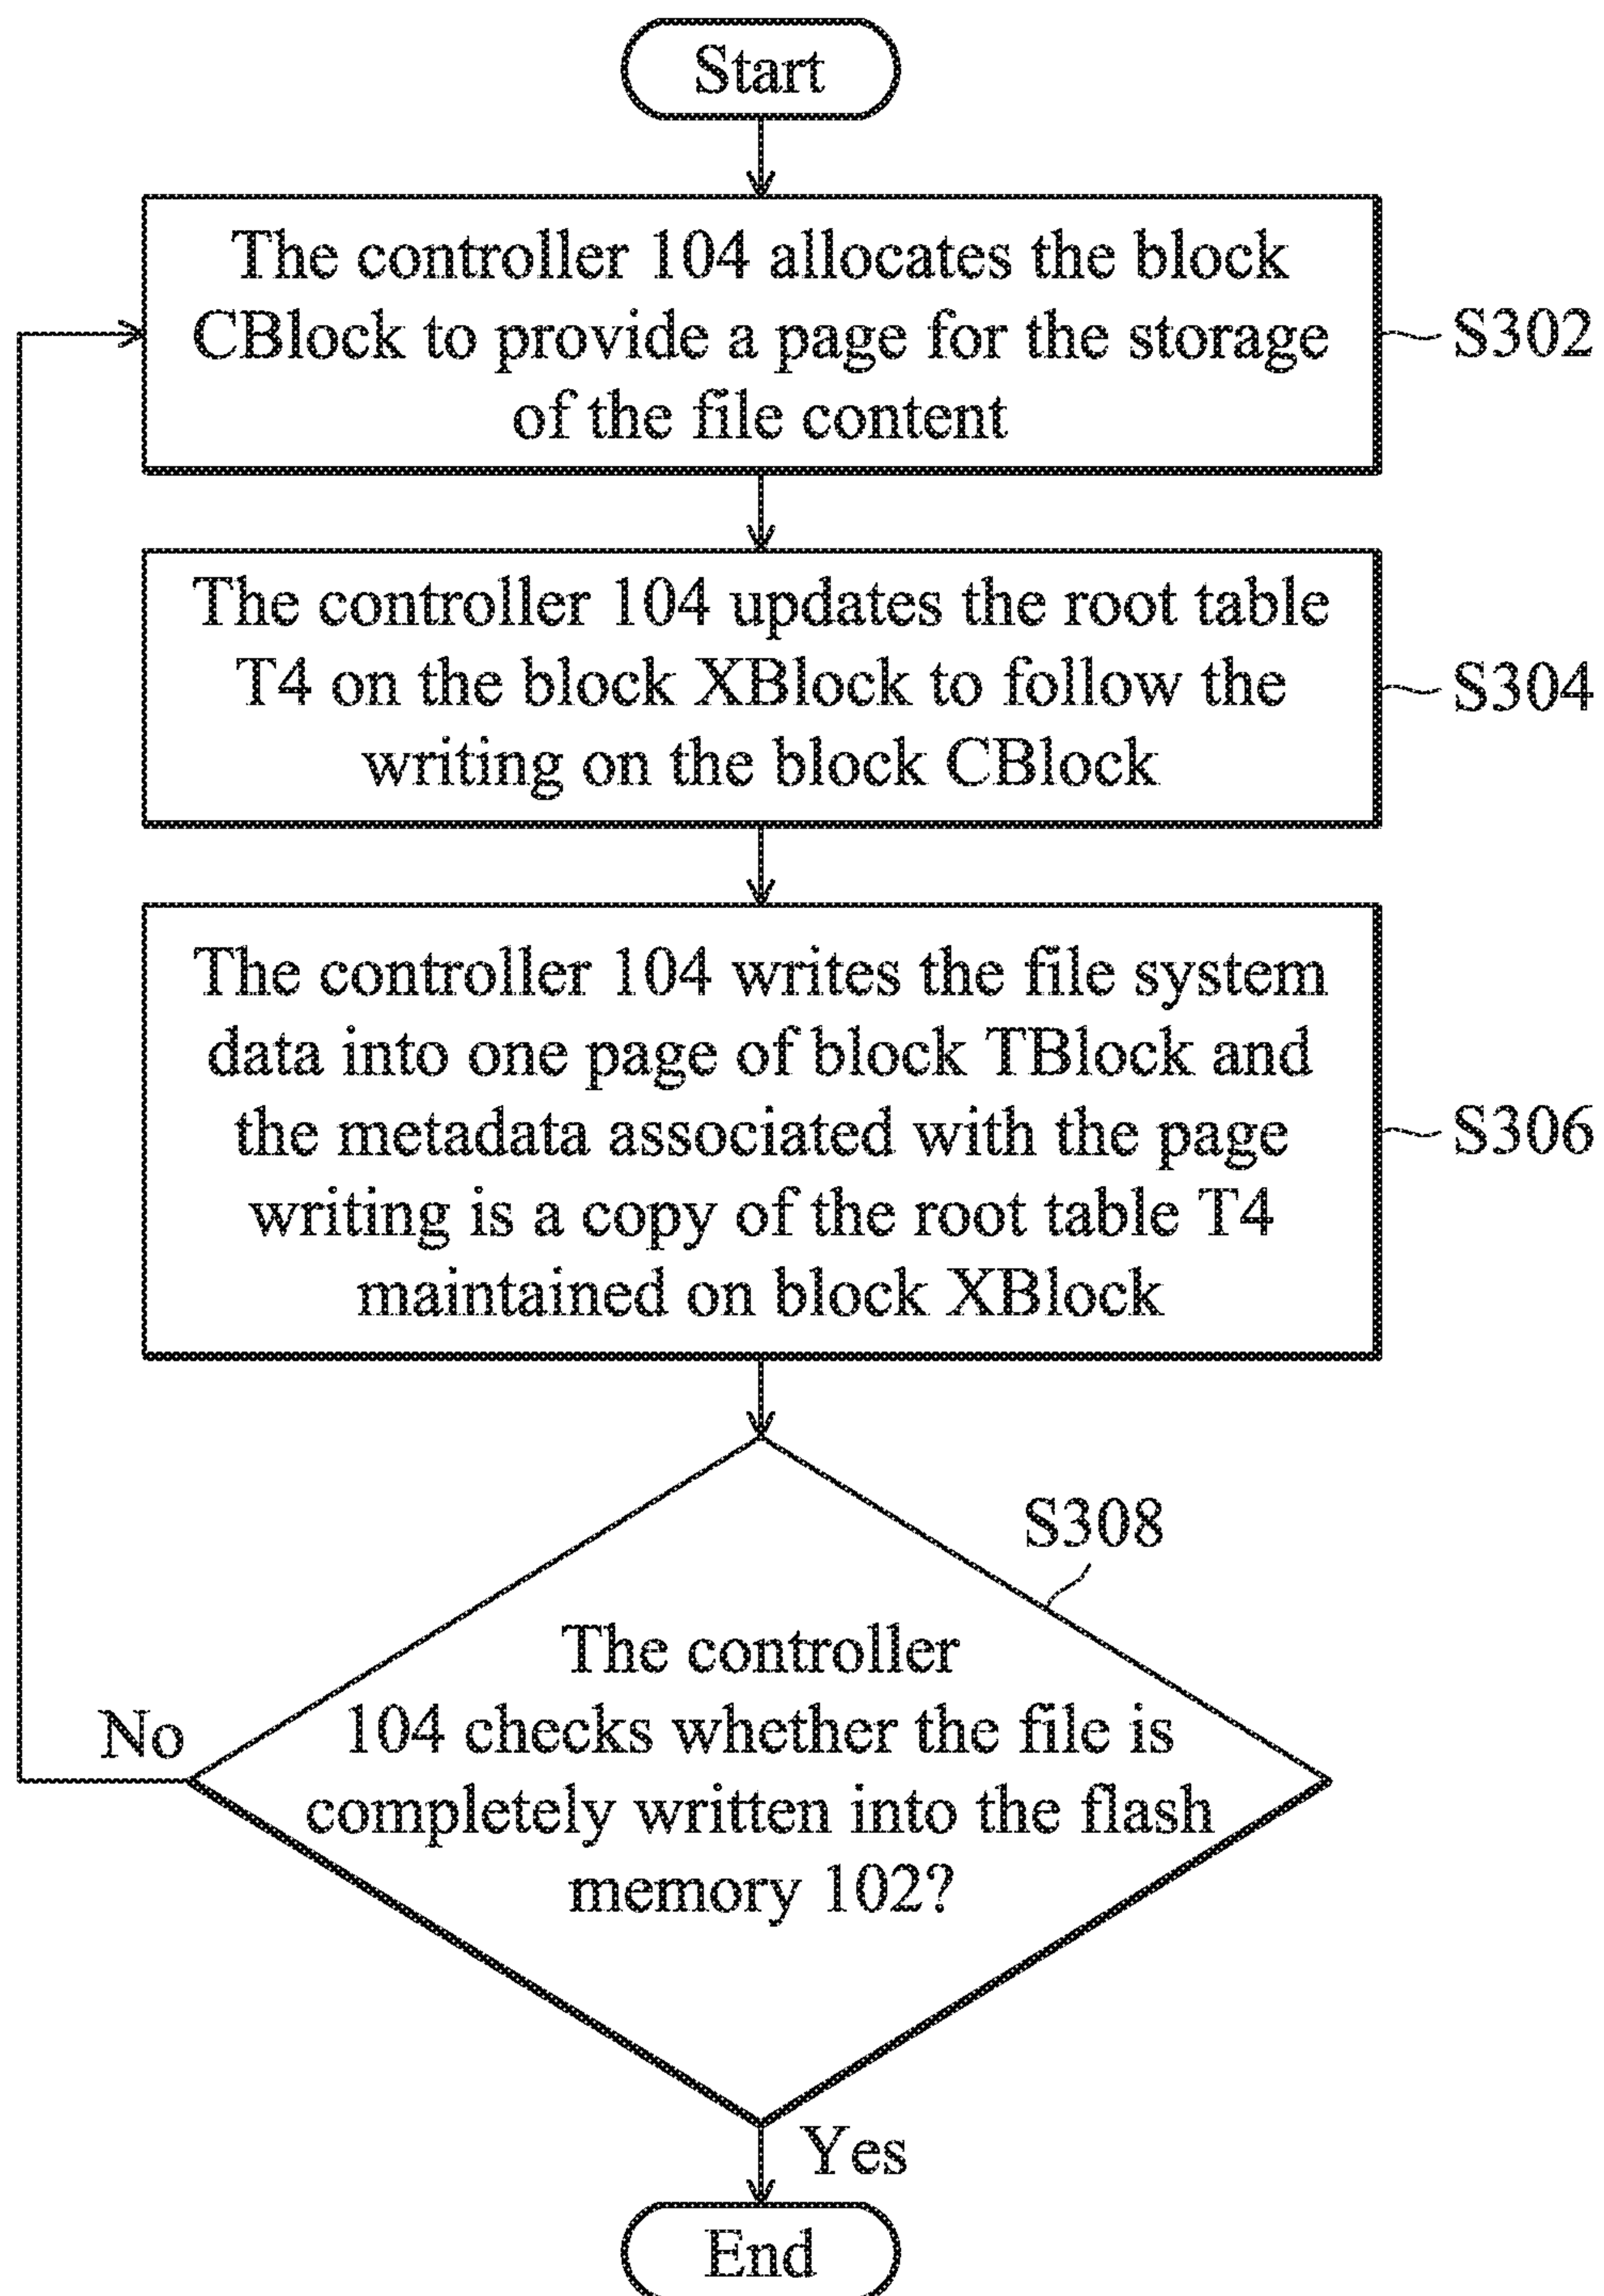 Start
The controller 104 allocates the block
CBlock to provide a page for the storage
of the file content
S302
The controller 104 updates the root table
T4 on the block XBlock to follow the
writing on the block CBlock
S304
The controller 104 writes the file system
data into one page of block TBlock and
the metadata associated with the page
writing is a copy of the root table T4
maintained on block XBlock
S306
S308
The controller
104 checks whether the file is
completely written into the flash
memory 102?
No
Yes
End